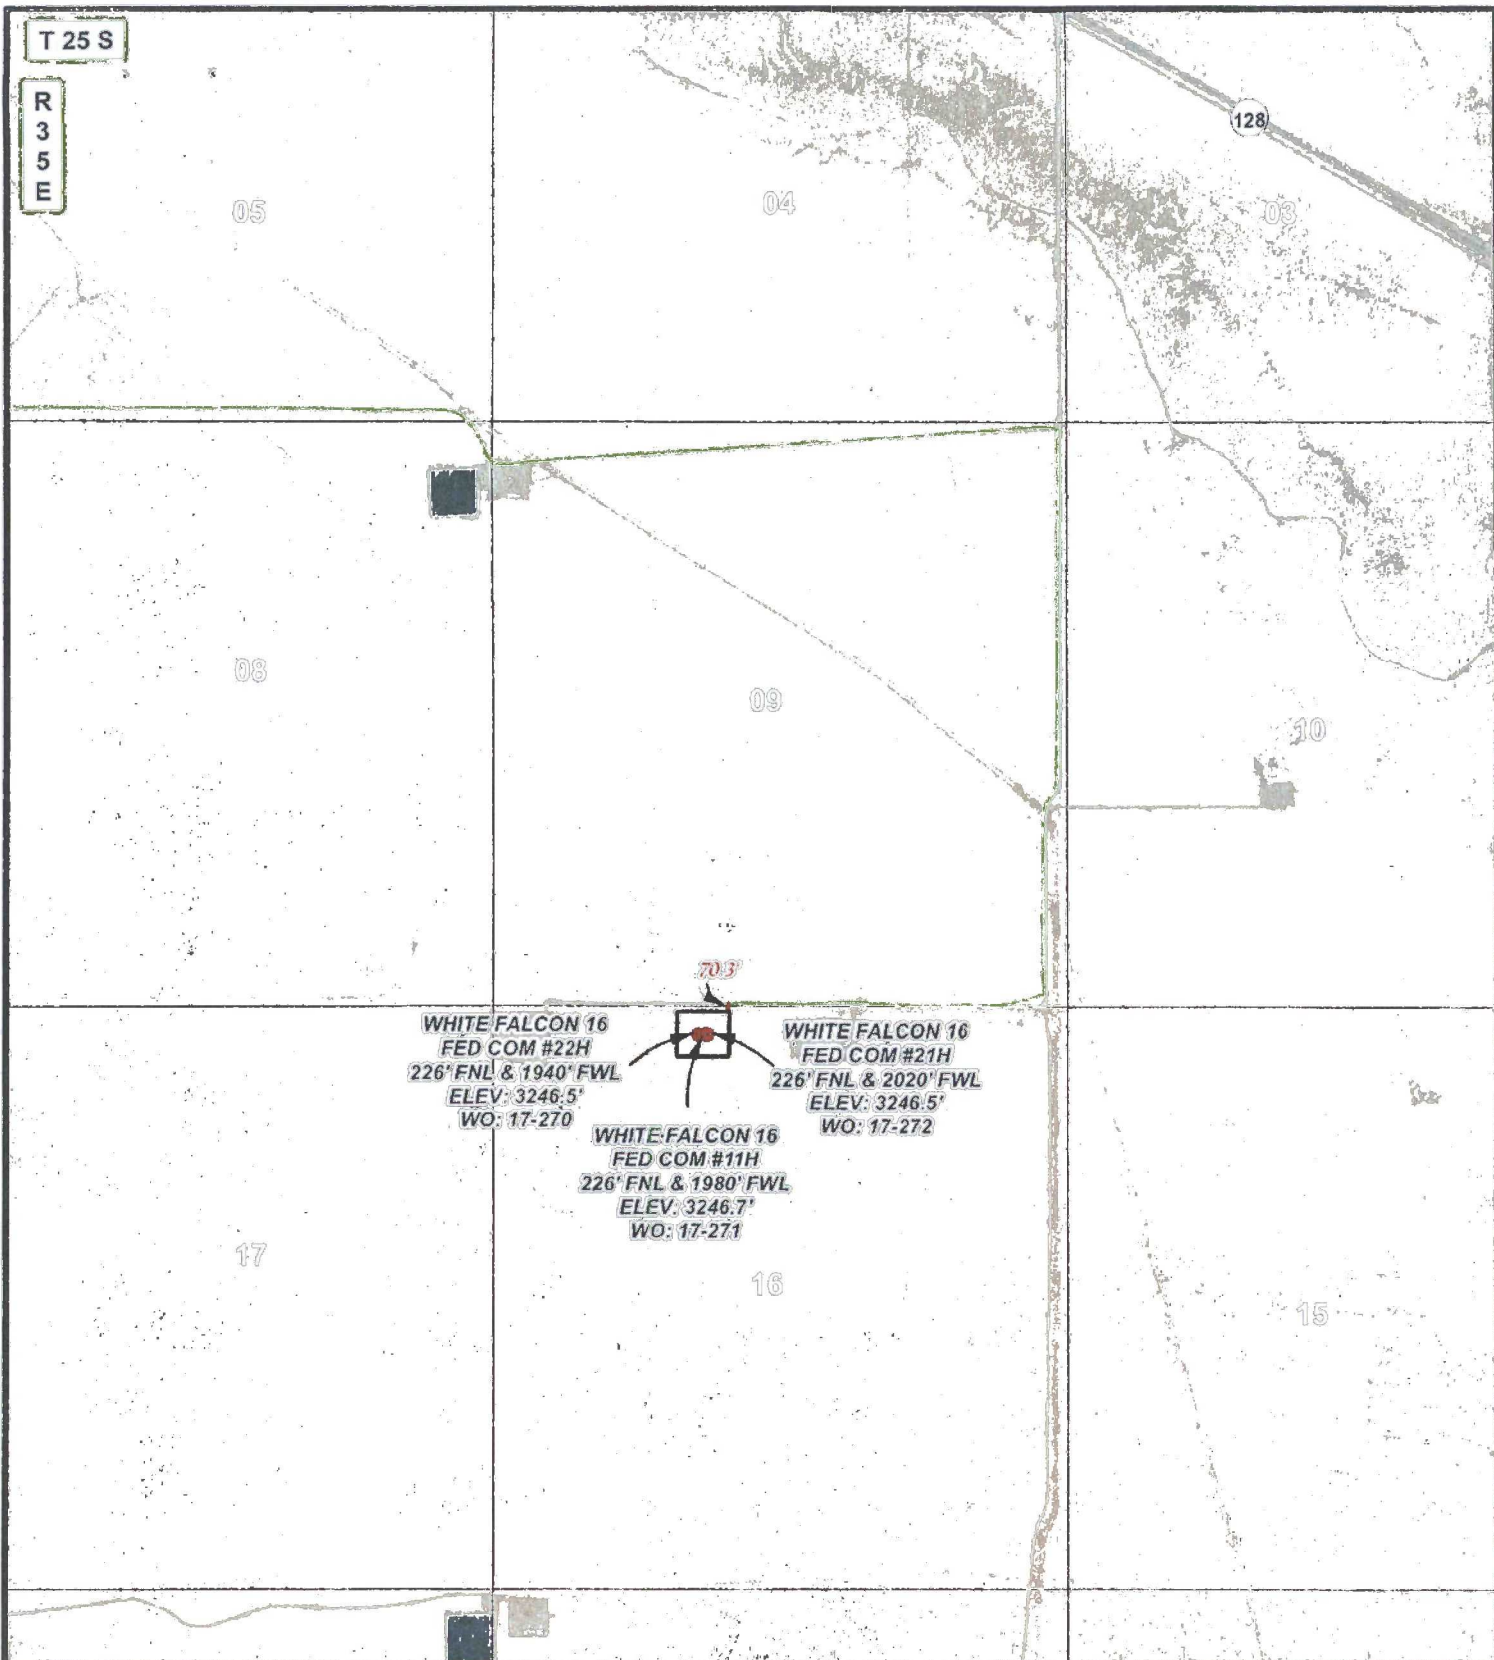 T 25 S
R
3
5
E
128
05
04
03
08
09
10
70.3'
WHITE FALCON 16
FED COM #22H
226' FNL & 1940' FWL
ELEV: 3246.5'
WO: 17-270
WHITE FALCON 16
FED COM #21H
226' FNL & 2020' FWL
ELEV: 3246.5'
WO: 17-272
WHITE FALCON 16
FED COM #11H
226' FNL & 1980' FWL
ELEV: 3246.7'
WO: 17-271
17
16
15